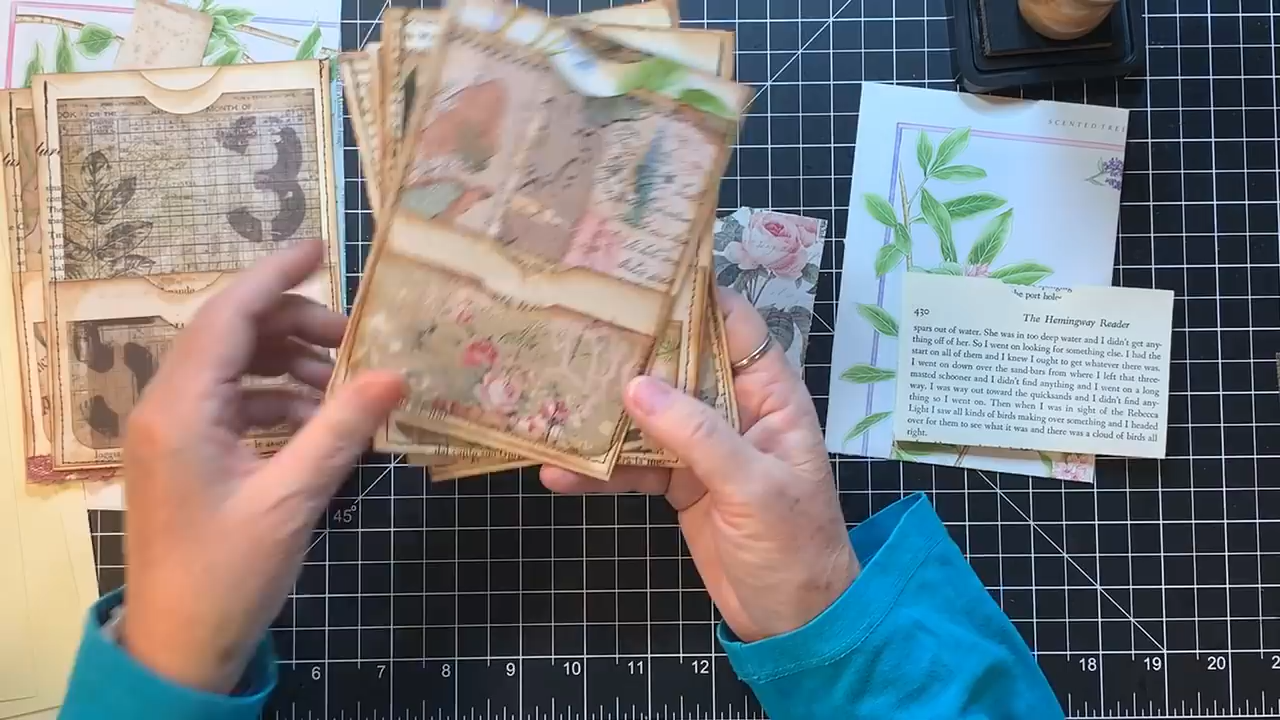 MONTH OF
SCENTED TREE
he port hole
430 The Hemingway Reader
spars out of water. She was in too deep water and I didn't get any-
thing off of her. So I went on looking for something else. I had the
start on all of them and I knew I ought to get whatever there was.
I went on down over the sand-bars from where I left that three-
masted schooner and I didn't find anything and I went on a long
way. I was way out toward the quicksands and I didn't find any-
thing so I went on. Then when I was in sight of the Rebecca
Light I saw all kinds of birds making over something and I headed
over for them to see what it was and there was a cloud of birds all
right.
45°
6 7 8 9 10 11 12 18 19 20